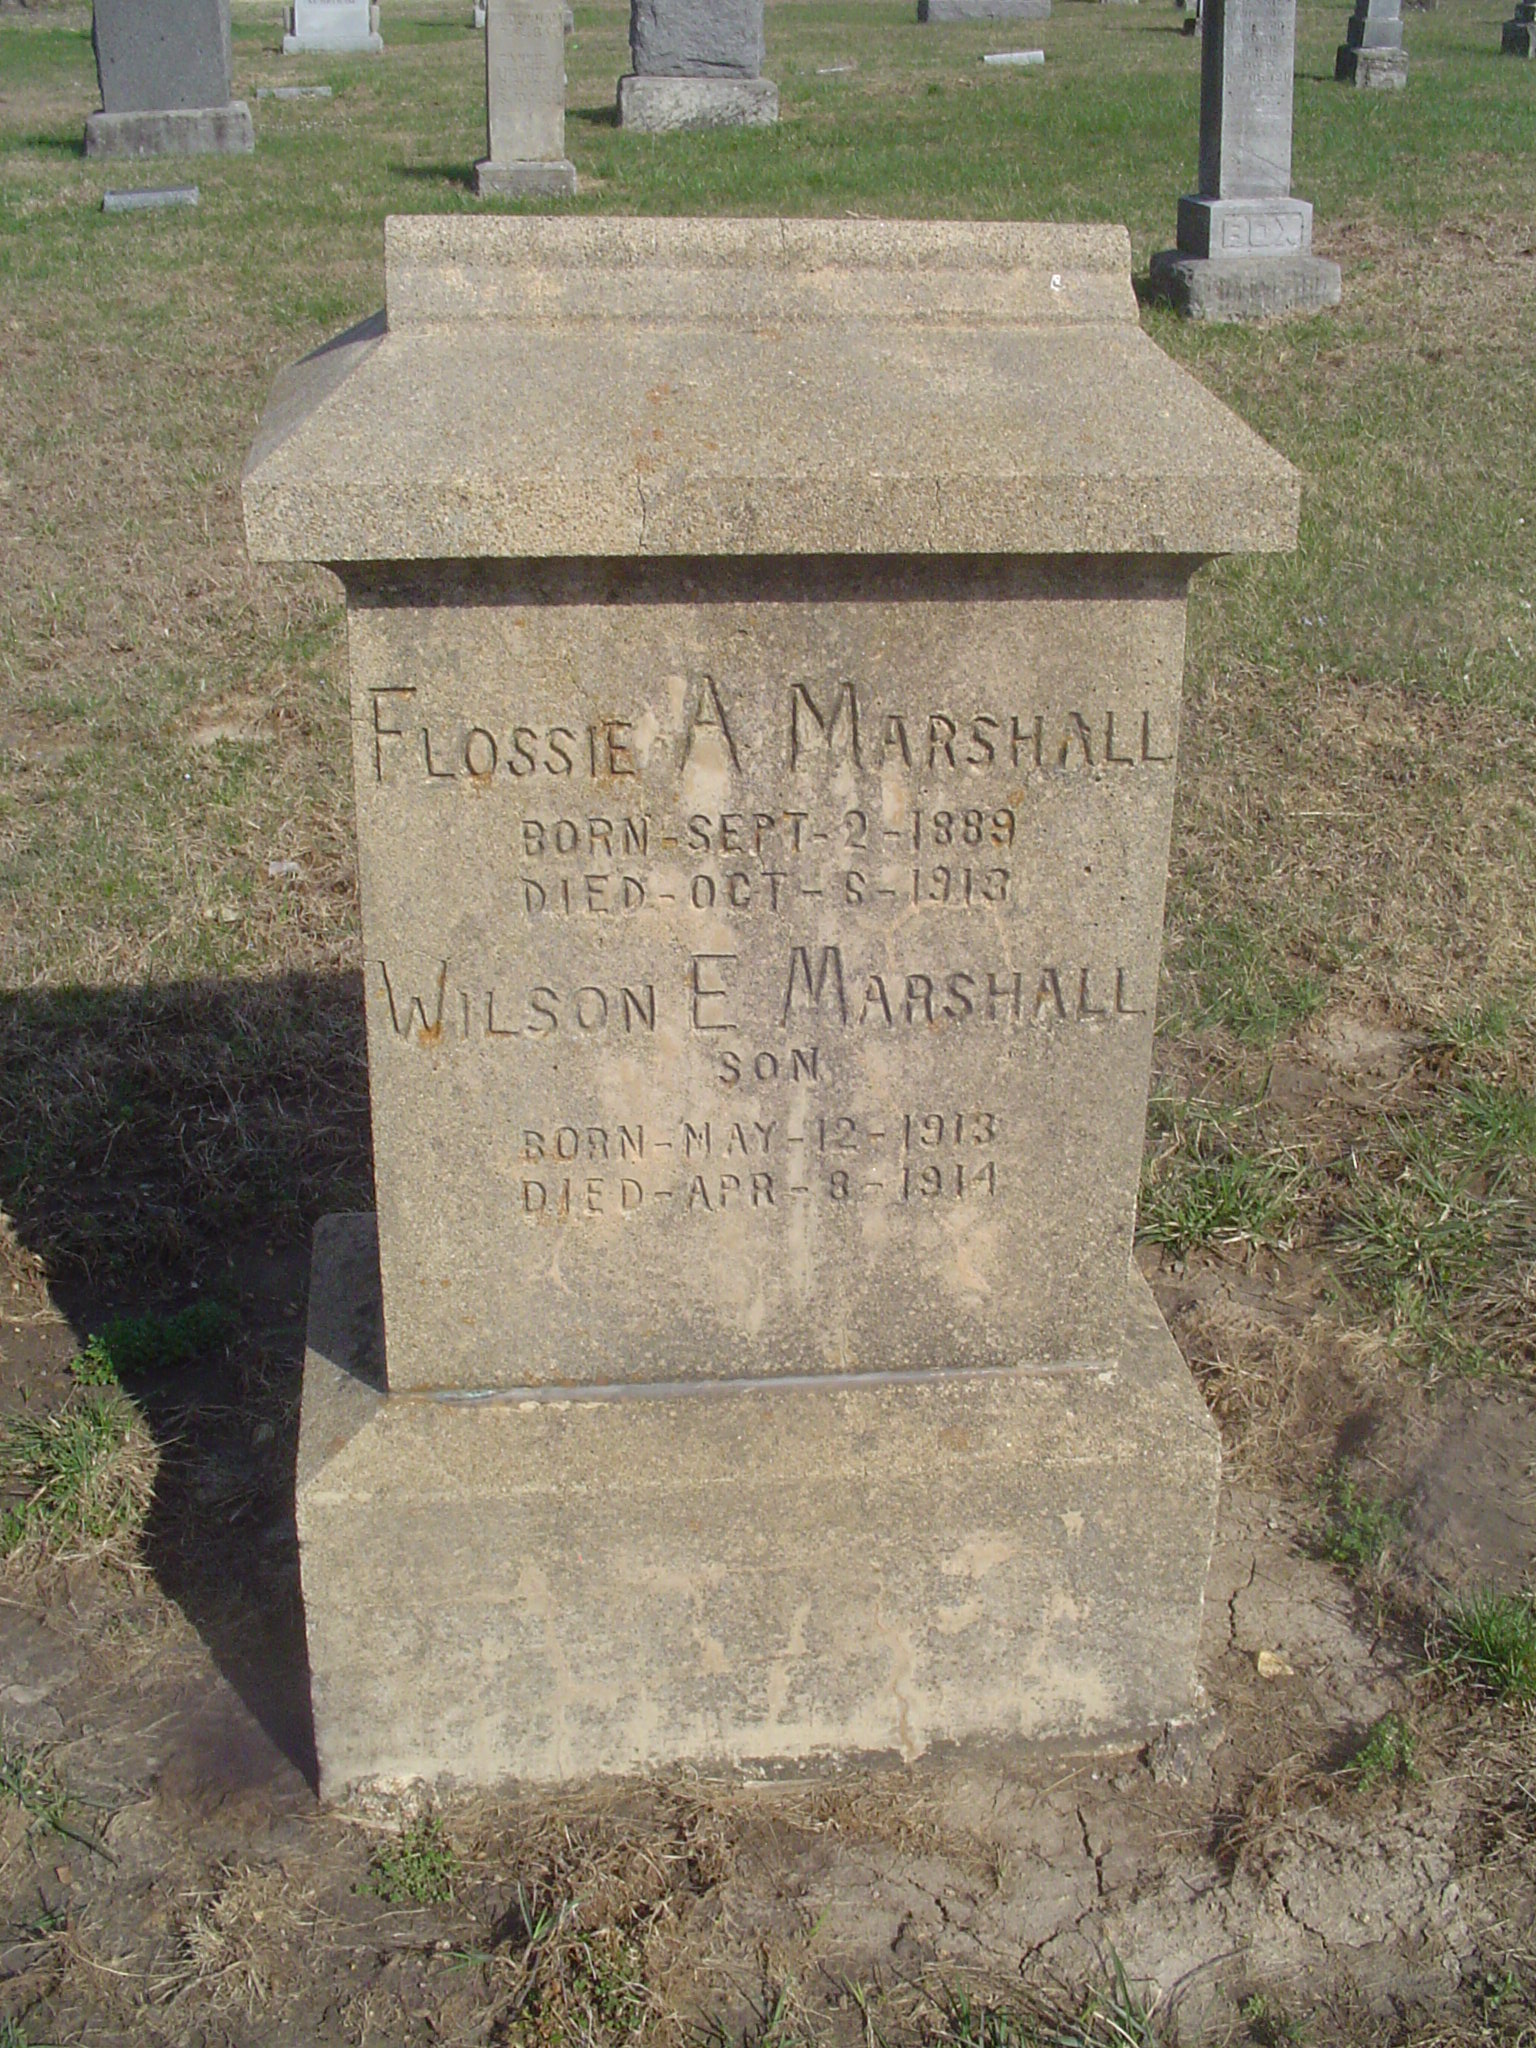 BOX
FLOSSIE A MARSHALL
BORN-SEPT-2-1889
DIED-OCT-6-1913
WILSON E MARSHALL
SON
BORN-MAY-12-1913
DIED-APR-8-1914